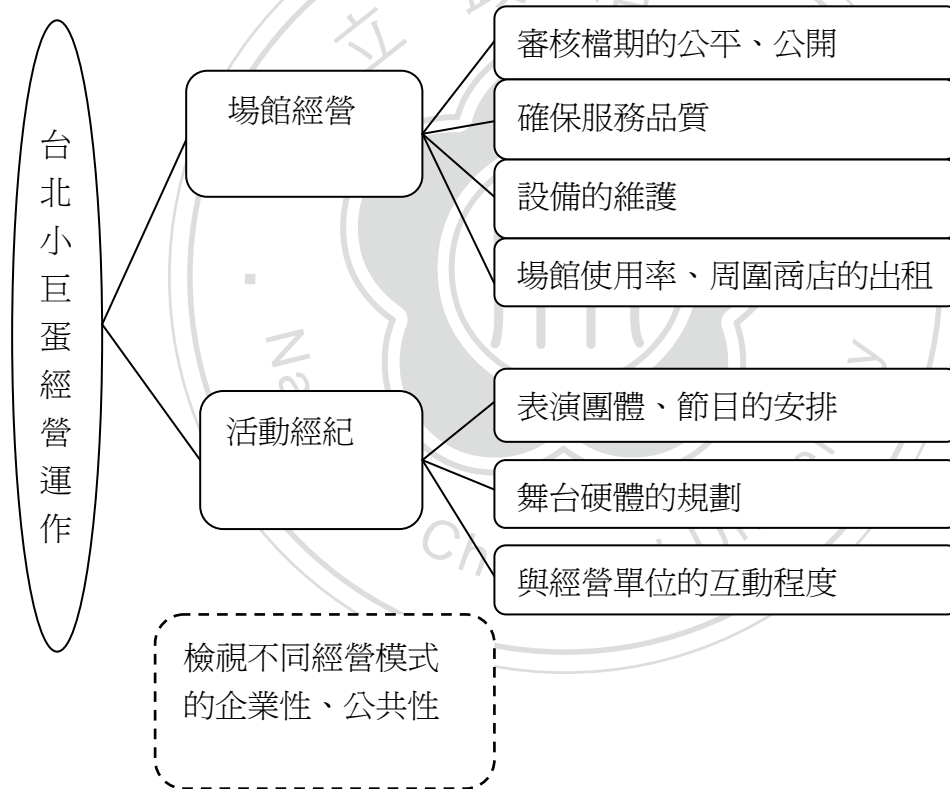 台北小巨蛋經營運作
場館經營
審核檔期的公平、公開
確保服務品質
設備的維護
場館使用率、周圍商店的出租
活動經紀
表演團體、節目的安排
舞台硬體的規劃
與經營單位的互動程度
檢視不同經營模式
的企業性、公共性